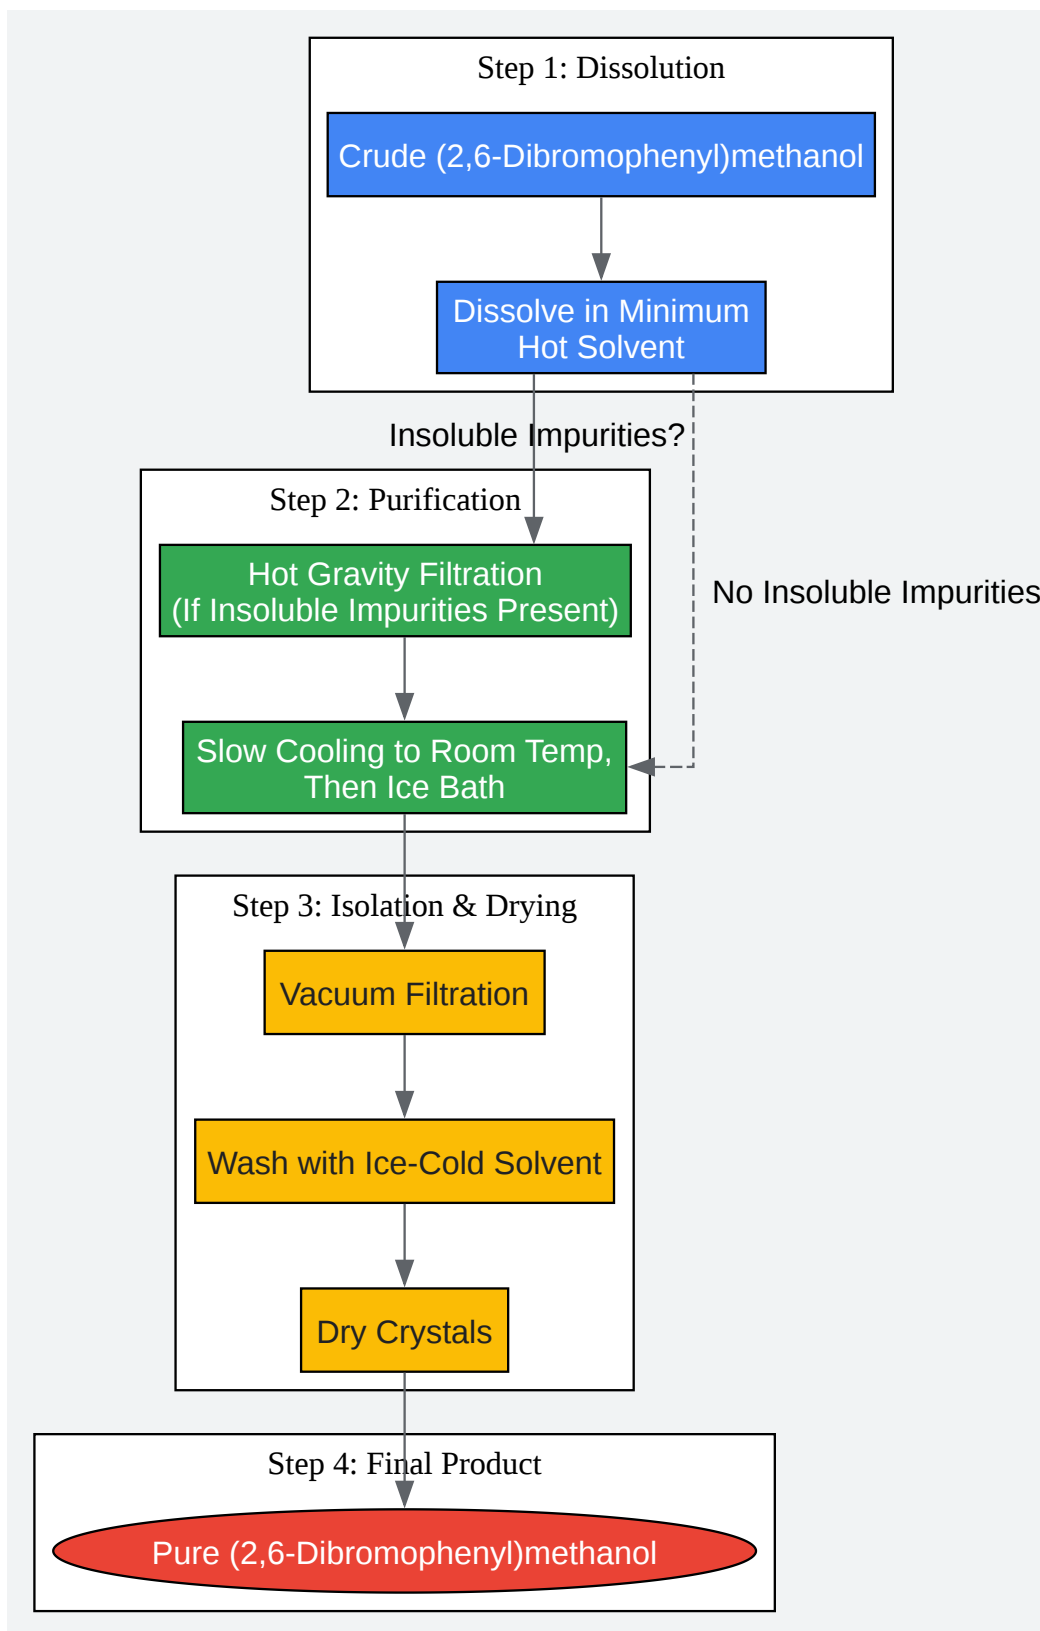 Step 1: Dissolution
Crude (2,6-Dibromophenyl)methanol
Dissolve in Minimum
Hot Solvent
Insoluble Impurities?
Step 2: Purification
Hot Gravity Filtration
(If Insoluble Impurities Present)
No Insoluble Impurities
Slow Cooling to Room Temp,
Then Ice Bath
Step 3: Isolation & Drying
Vacuum Filtration
Wash with Ice-Cold Solvent
Dry Crystals
Step 4: Final Product
Pure (2,6-Dibromophenyl)methanol